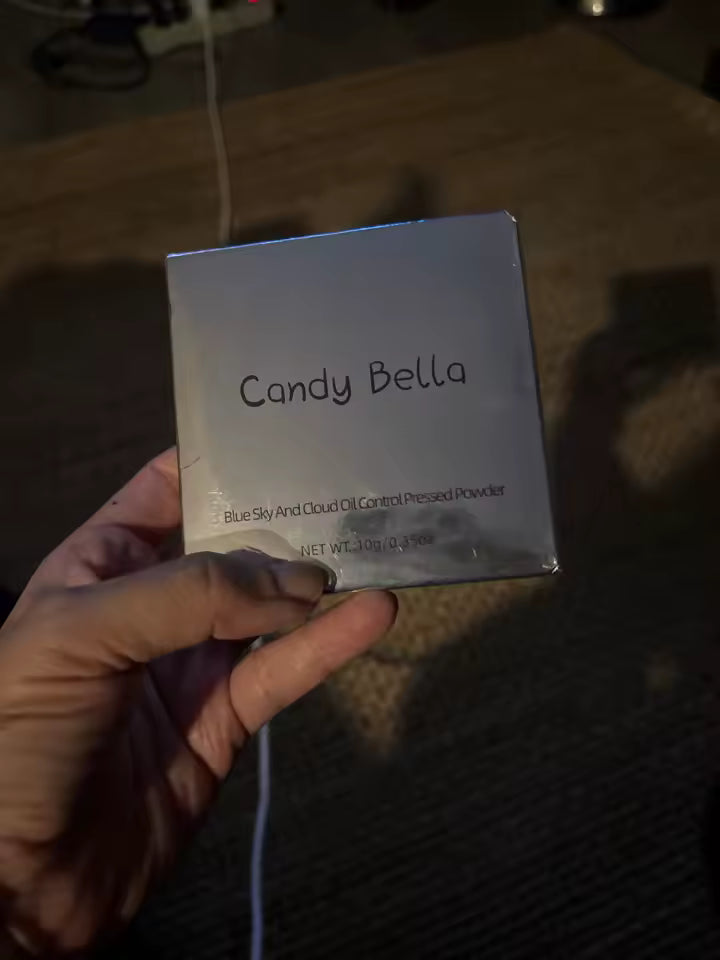 Candy Bella
Blue Sky And Cloud Oil Control Pressed Powder
NET WT.:10g/0.35oz